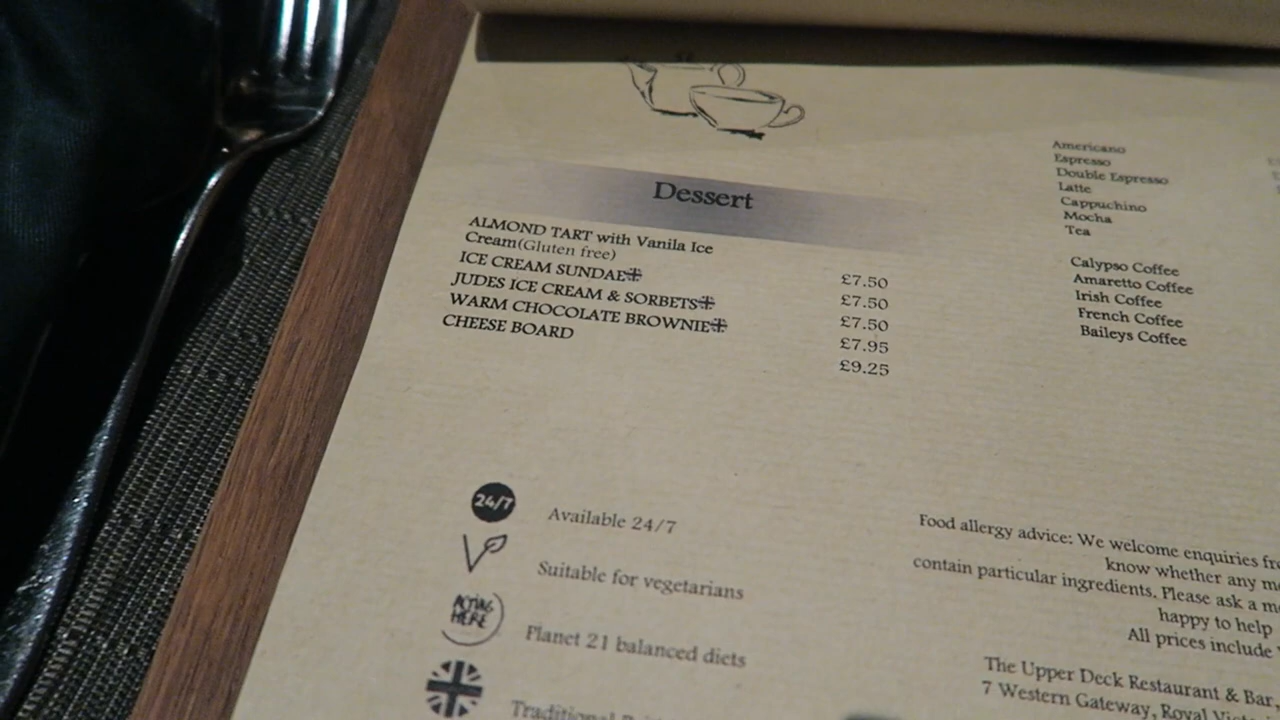 Dessert
ALMOND TART with Vanila Ice
Cream(Gluten free)
ICE CREAM SUNDAE
JUDES ICE CREAM & SORBETS
WARM CHOCOLATE BROWNIE
CHEESE BOARD
£7.50
£7.50
£7.50
£7.95
£9.25
Americano
Espresso
Double Espresso
Latte
Cappuchino
Mocha
Tea
Calypso Coffee
Amaretto Coffee
Irish Coffee
French Coffee
Baileys Coffee
24/7 Available 24/7
Suitable for vegetarians
ACTING HERE Planet 21 balanced diets
Traditional
Food allergy advice: We welcome enquiries
know whether any
contain particular ingredients. Please ask a
happy to help
All prices include
The Upper Deck Restaurant & Bar,
7 Western Gateway, Royal